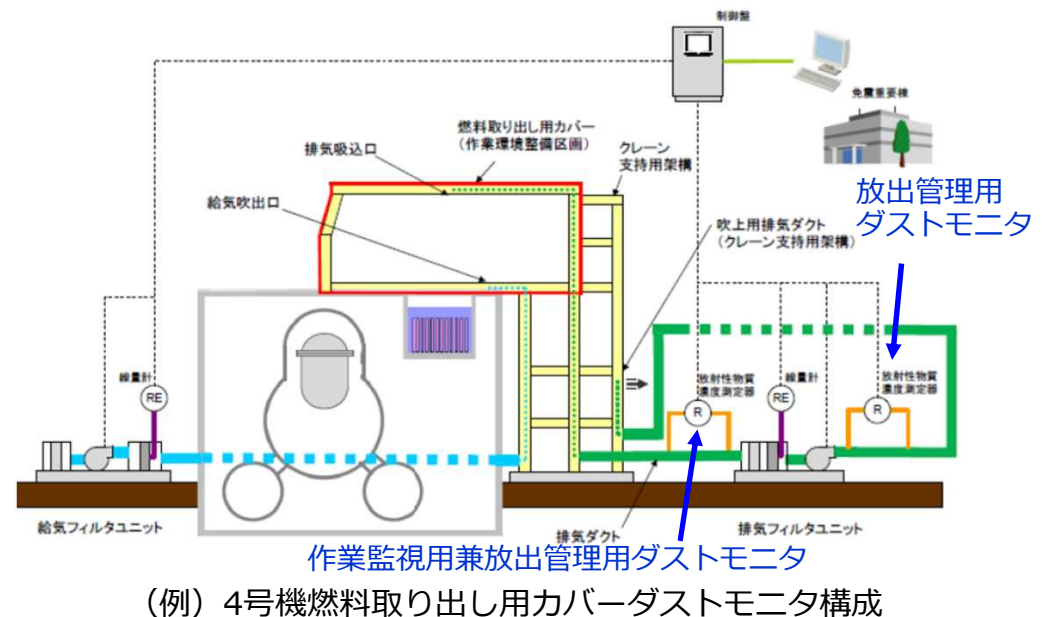 制御盤
免震重要棟
燃料取り出し用カバー
(作業環境整備区画)
排気吸込口
クレーン
支持用架構
給気吹出口
放出管理用
ダストモニタ
吹上用排気ダクト
(クレーン支持用架構)
線量計
RE
放射性物質
濃度測定器
R
線量計
RE
放射性物質
濃度測定器
R
給気フィルタユニット
排気ダクト
排気フィルタユニット
作業監視用兼放出管理用ダストモニタ
(例)4号機燃料取り出し用カバーダストモニタ構成